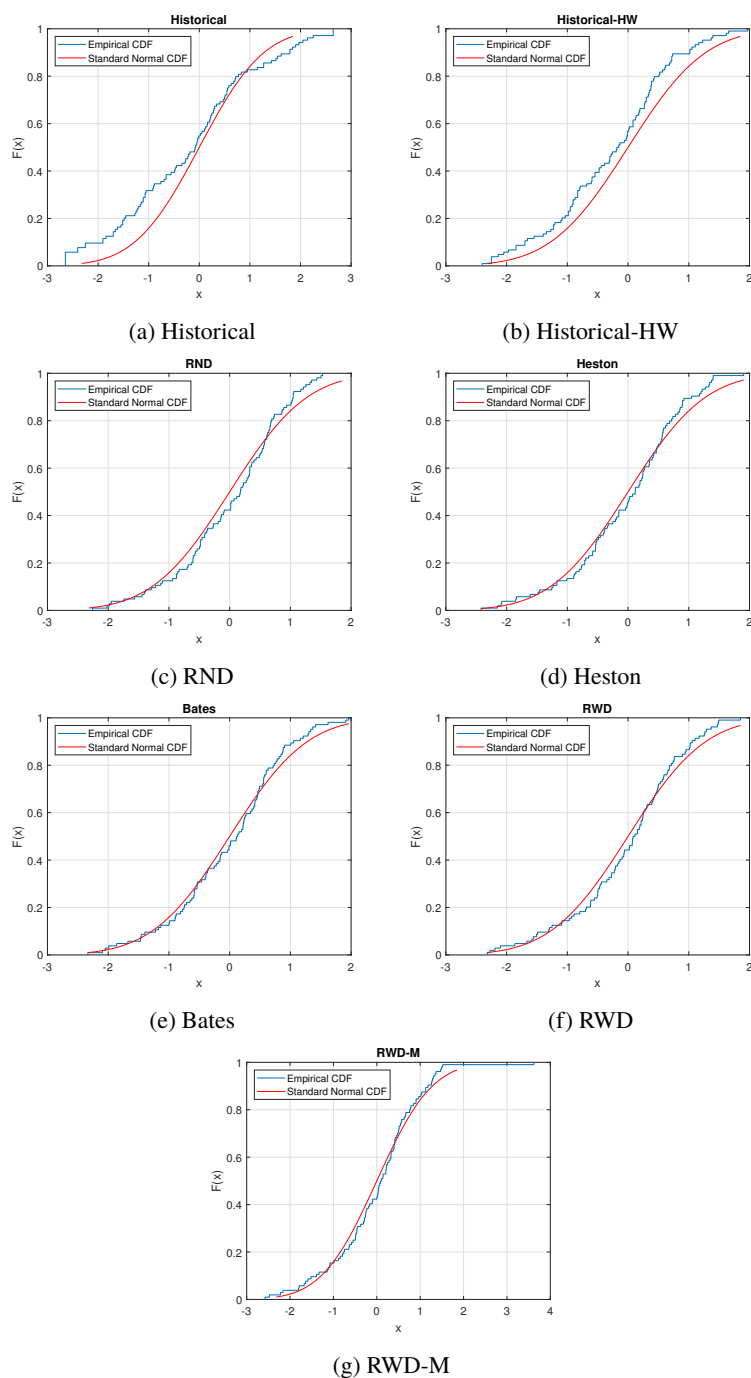 Historical
Empirical CDF
Standard Normal CDF
F(x)
1
0.8
0.6
0.4
0.2
0
-3 -2 -1 0 1 2 3
x
(a) Historical
Historical-HW
Empirical CDF
Standard Normal CDF
F(x)
1
0.8
0.6
0.4
0.2
0
-3 -2 -1 0 1 2
x
(b) Historical-HW
RND
Empirical CDF
Standard Normal CDF
F(x)
1
0.8
0.6
0.4
0.2
0
-3 -2 -1 0 1 2
x
(c) RND
Heston
Empirical CDF
Standard Normal CDF
F(x)
1
0.8
0.6
0.4
0.2
0
-3 -2 -1 0 1 2
x
(d) Heston
Bates
Empirical CDF
Standard Normal CDF
F(x)
1
0.8
0.6
0.4
0.2
0
-3 -2 -1 0 1 2
x
(e) Bates
RWD
Empirical CDF
Standard Normal CDF
F(x)
1
0.8
0.6
0.4
0.2
0
-3 -2 -1 0 1 2
x
(f) RWD
RWD-M
Empirical CDF
Standard Normal CDF
F(x)
1
0.8
0.6
0.4
0.2
0
-3 -2 -1 0 1 2 3 4
x
(g) RWD-M